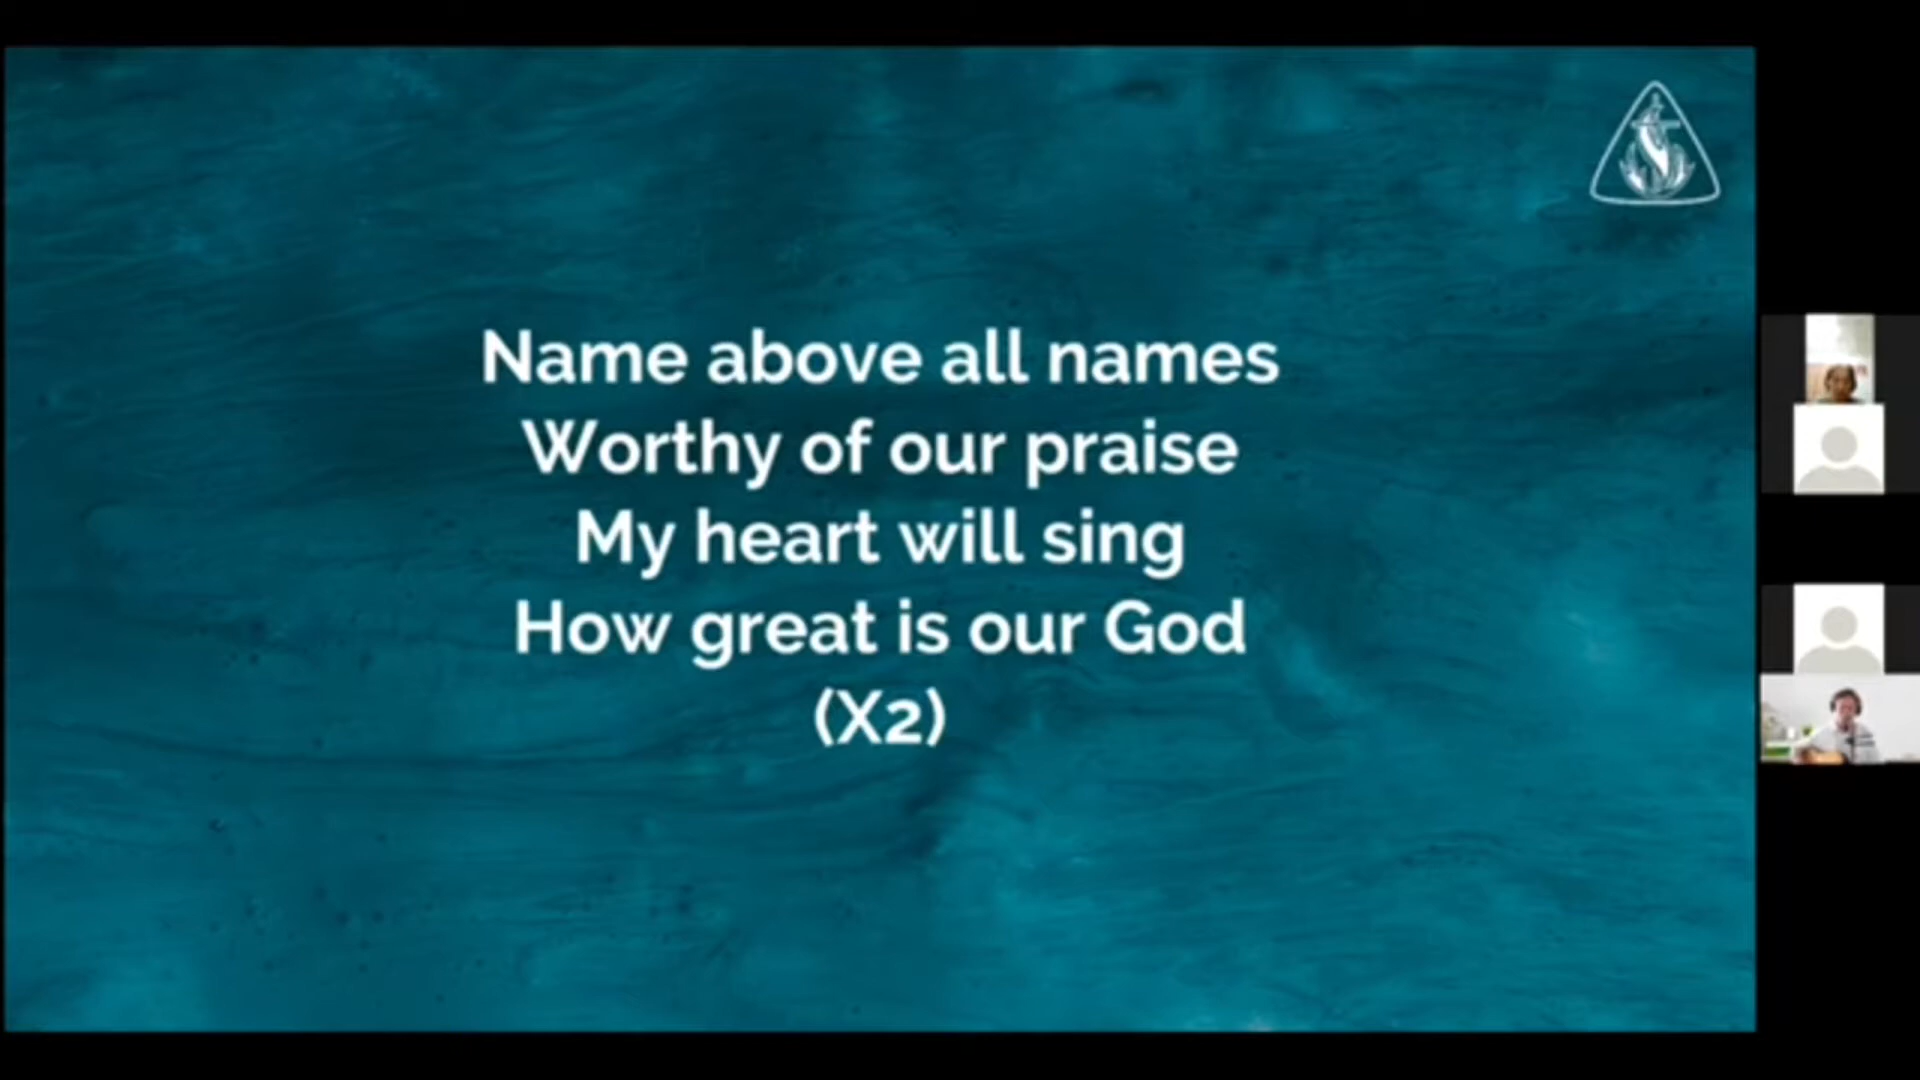 Name above all names
Worthy of our praise
My heart will sing
How great is our God
(X2)